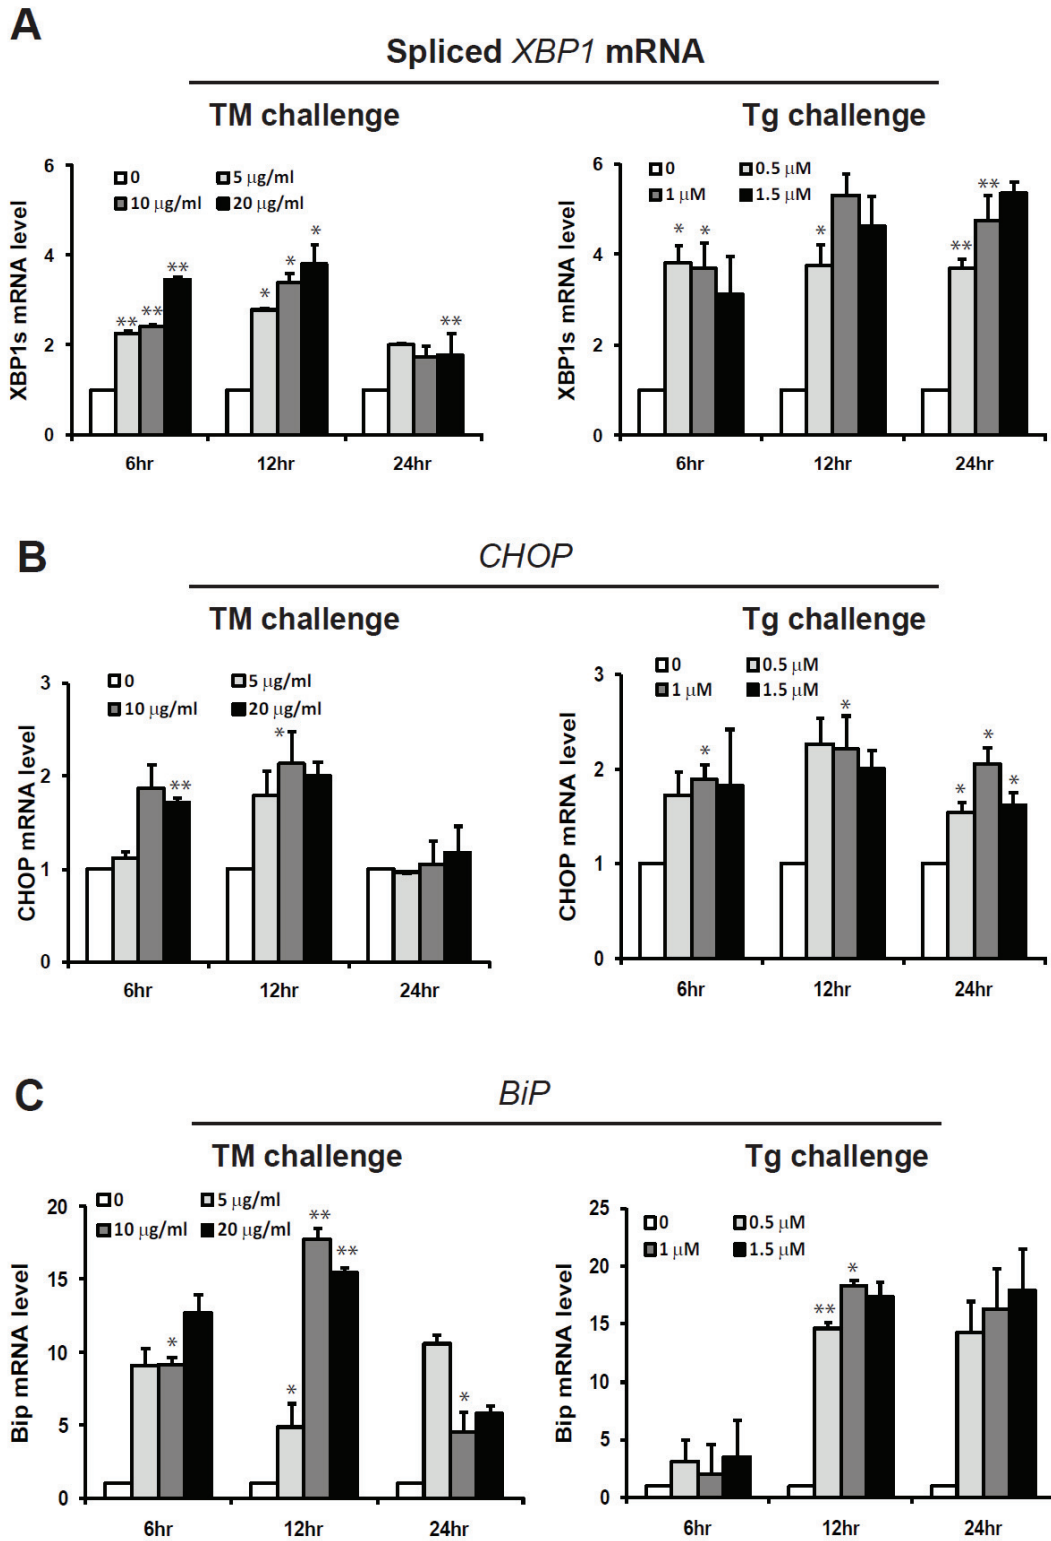 A
Spliced XBP1 mRNA
TM challenge
Tg challenge
XBP1s mRNA level
6
4
2
0
0
5 μg/ml
10 μg/ml
20 μg/ml
**
**
**
*
*
*
**
6hr
12hr
24hr
XBP1s mRNA level
6
4
2
0
0
0.5 μM
1 μM
1.5 μM
*
*
*
**
**
6hr
12hr
24hr
B
CHOP
TM challenge
Tg challenge
CHOP mRNA level
3
2
1
0
0
5 μg/ml
10 μg/ml
20 μg/ml
**
*
6hr
12hr
24hr
CHOP mRNA level
3
2
1
0
0
0.5 μM
1 μM
1.5 μM
*
*
*
*
*
6hr
12hr
24hr
C
BiP
TM challenge
Tg challenge
Bip mRNA level
20
15
10
5
0
0
5 μg/ml
10 μg/ml
20 μg/ml
*
*
**
**
*
6hr
12hr
24hr
Bip mRNA level
25
20
15
10
5
0
0
0.5 μM
1 μM
1.5 μM
**
*
6hr
12hr
24hr